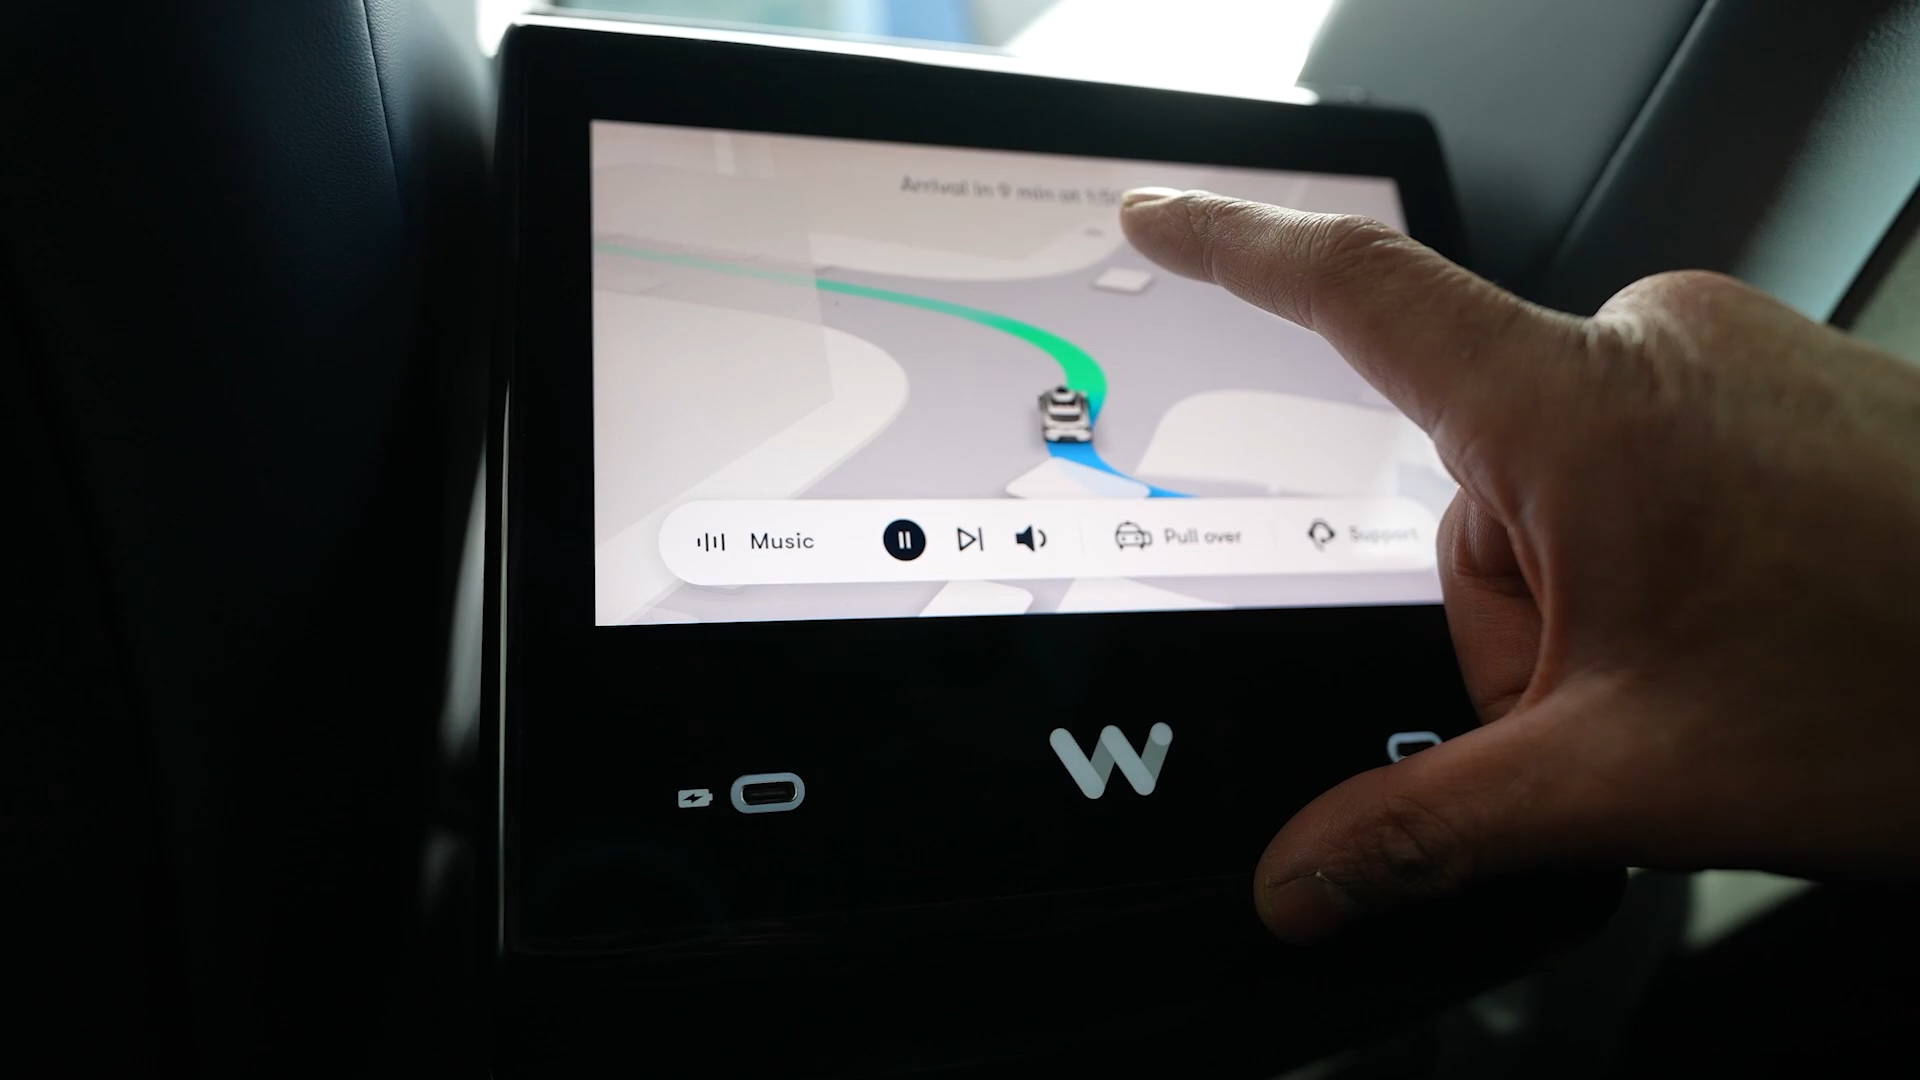 Arrival in 9 min at
Music
Pull over
Support